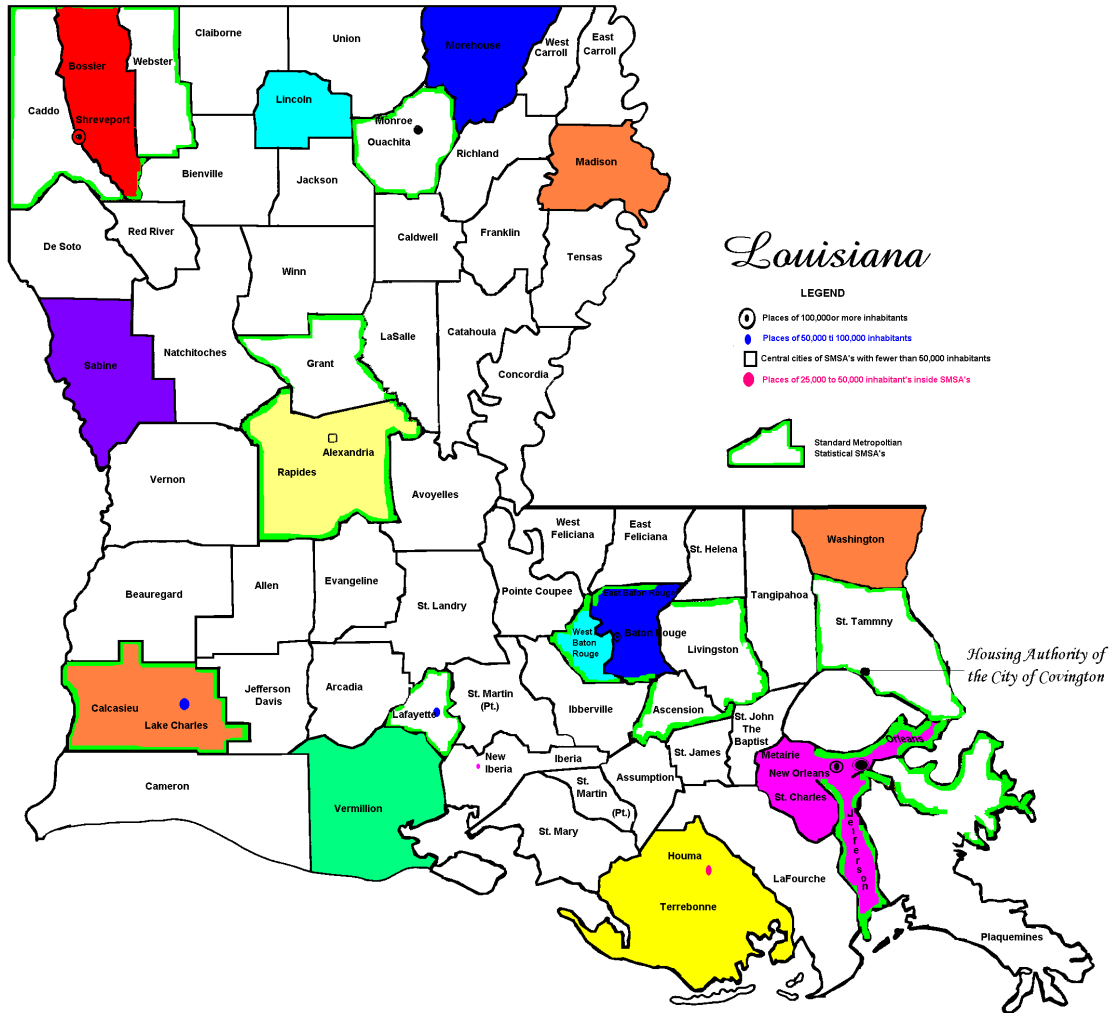 Claiborne
Union
Morehouse
West
Carroll
East
Carroll
Bossier
Webster
Caddo
Lincoln
Shreveport
Monroe
Ouachita
Richland
Madison
Bienville
Jackson
De Soto
Red River
Caldwell
Franklin
Tensas
Winn
Louisiana
LEGEND
Places of 100,000or more inhabitants
Places of 50,000 ti 100,000 inhabitants
Central cities of SMSA's with fewer than 50,000 inhabitants
Places of 25,000 to 50,000 inhabitant's inside SMSA's
Standard Metropoltian
Statistical SMSA's
Sabine
Natchitoches
Grant
LaSalle
Catahoula
Concordia
Alexandria
Rapides
Vernon
Avoyelles
West
Feliciana
East
Feliciana
St. Helena
Washington
Beauregard
Allen
Evangeline
St. Landry
Pointe Coupee
East Baton Rouge
Tangipahoa
St. Tammny
West
Baton
Rouge
Baton Rouge
Livingston
Housing Authority of
the City of Covington
Calcasieu
Lake Charles
Jefferson
Davis
Arcadia
Lafayette
St. Martin
(Pt.)
Ibberville
Ascension
St. John
The
Baptist
Orleans
Cameron
Vermillion
New
Iberia
Iberia
St. James
Metairie
New Orleans
St. Charles
Assumption
St.
Martin
(Pt.)
St. Mary
Jefferson
Houma
Terrebonne
LaFourche
Plaquemines